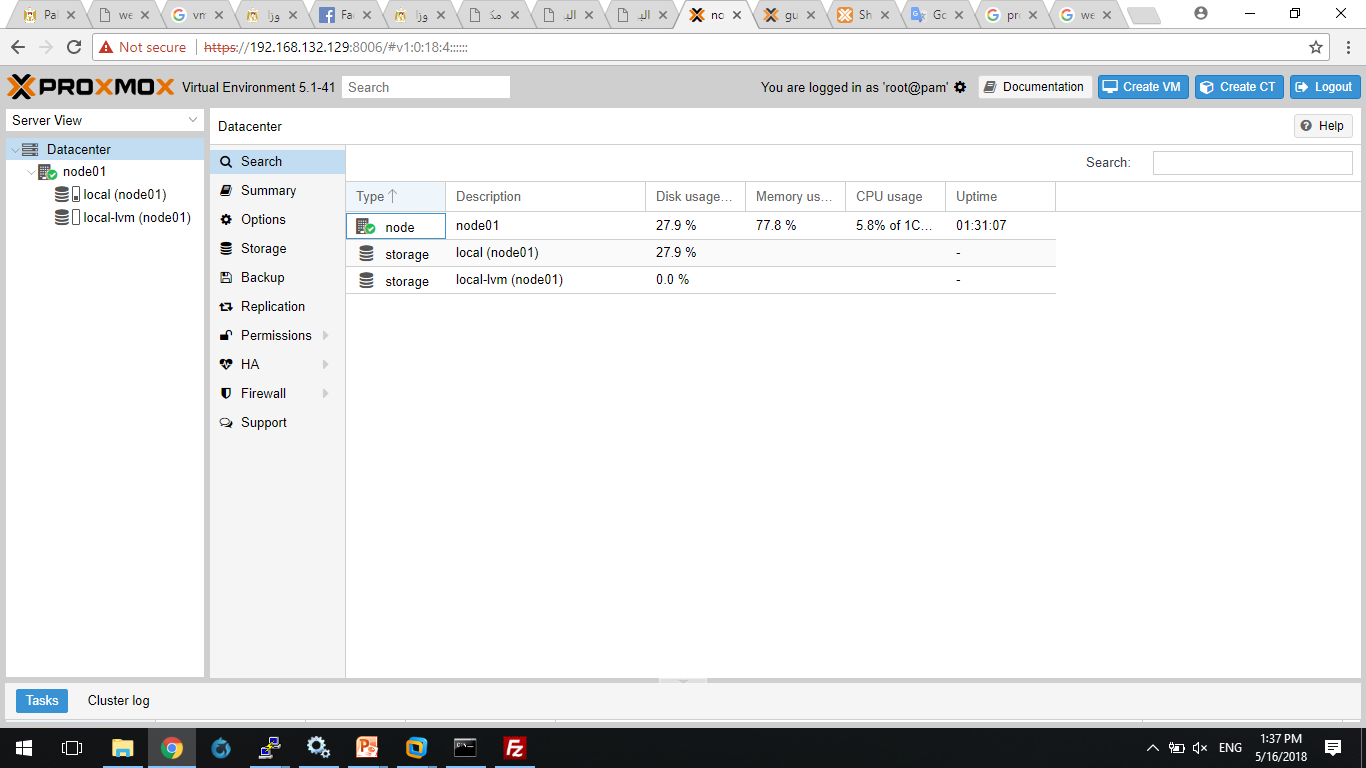 Pal
we
vm
وزا
Fac
وزا
مذ
الي
الي
no
gu
Sh
Go
pr
we
Not secure https://192.168.132.129:8006/#v1:0:18:4::::::
PROXMOX Virtual Environment 5.1-41 Search You are logged in as 'root@pam' Documentation Create VM Create CT Logout
Server View
Datacenter
node01
local (node01)
local-lvm (node01)
Datacenter Help
Search
Summary
Options
Storage
Backup
Replication
Permissions
HA
Firewall
Support
Search:
Type Description Disk usage... Memory us... CPU usage Uptime
node node01 27.9 % 77.8 % 5.8% of 1C... 01:31:07
storage local (node01) 27.9 % -
storage local-lvm (node01) 0.0 % -
Tasks Cluster log
ENG 1:37 PM
5/16/2018